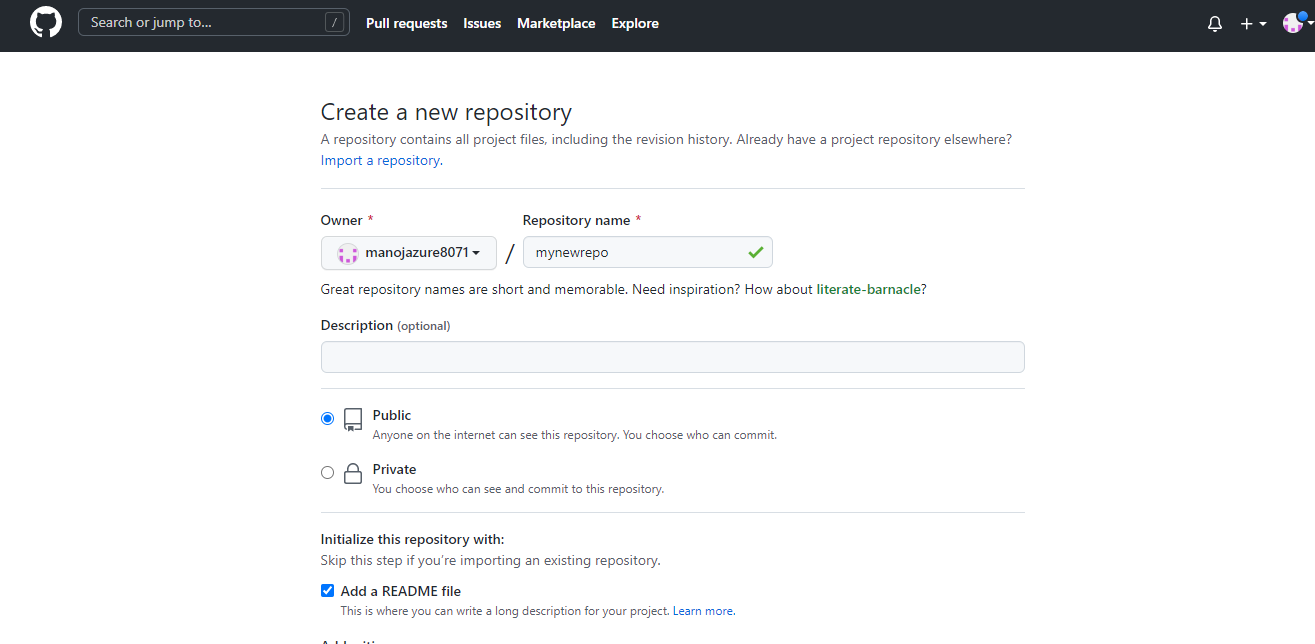 Search or jump to... /
Pull requests Issues Marketplace Explore
Create a new repository
A repository contains all project files, including the revision history. Already have a project repository elsewhere?
Import a repository.
Owner * Repository name *
manojazure8071 / mynewrepo
Great repository names are short and memorable. Need inspiration? How about literate-barnacle?
Description (optional)
Public
Anyone on the internet can see this repository. You choose who can commit.
Private
You choose who can see and commit to this repository.
Initialize this repository with:
Skip this step if you’re importing an existing repository.
Add a README file
This is where you can write a long description for your project. Learn more.